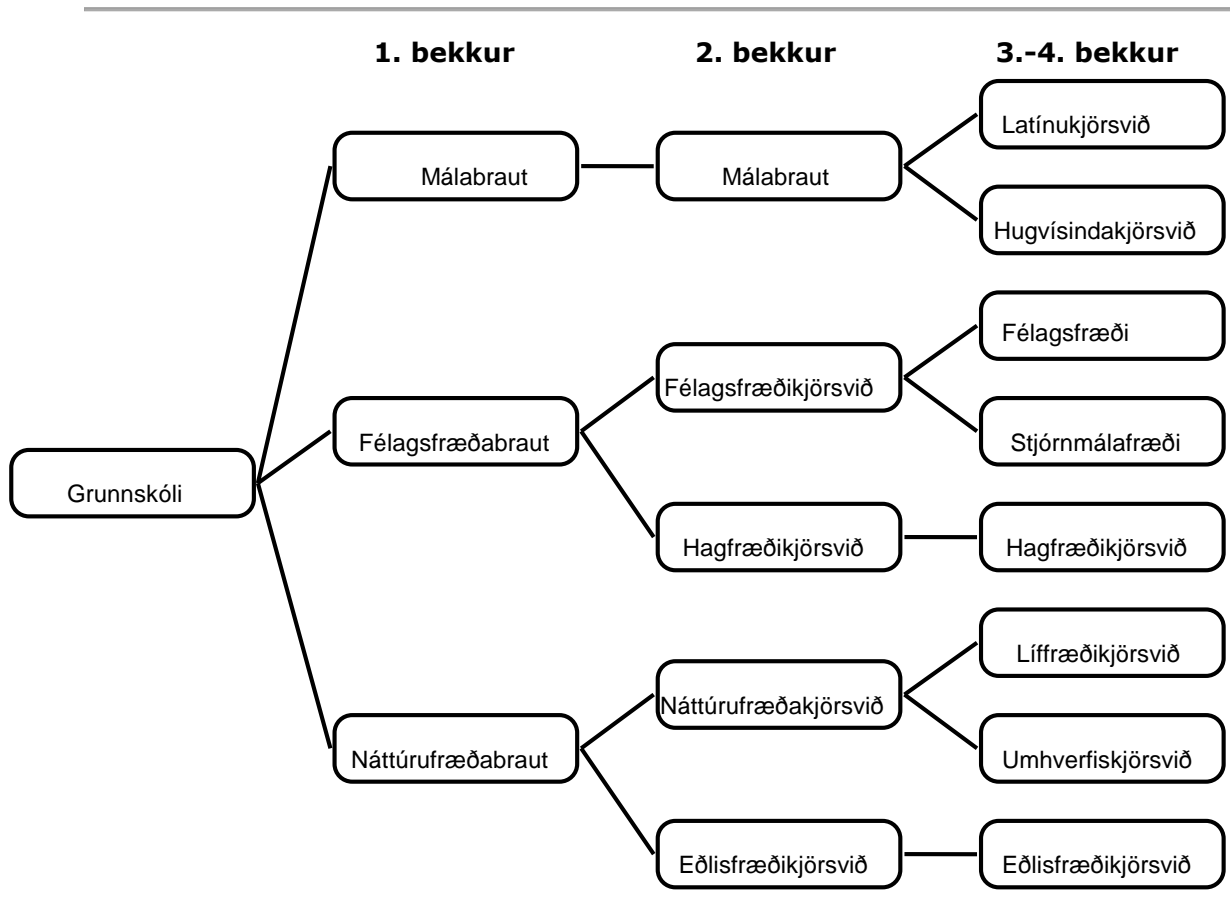 1. bekkur 2. bekkur 3.-4. bekkur
Latínukjörsvið
Málabraut Málabraut
Hugvísindakjörsvið
Félagsfræði
Félagsfræðikjörsvið
Félagsfræðabraut Stjórnmálafræði
Grunnskóli
Hagfræðikjörsvið Hagfræðikjörsvið
Líffræðikjörsvið
Náttúrufræðakjörsvið
Náttúrufræðabraut Umhverfiskjörsvið
Eðlisfræðikjörsvið Eðlisfræðikjörsvið